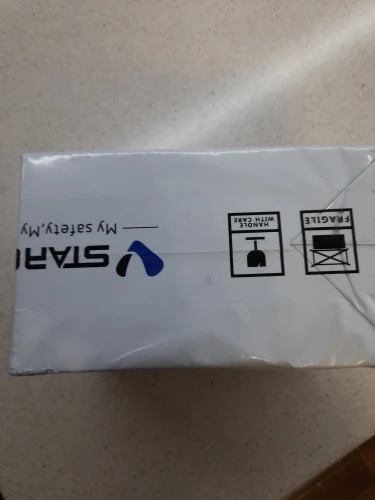 FRAGILE
HANDLE
WITH CARE
STAR
My safety,My